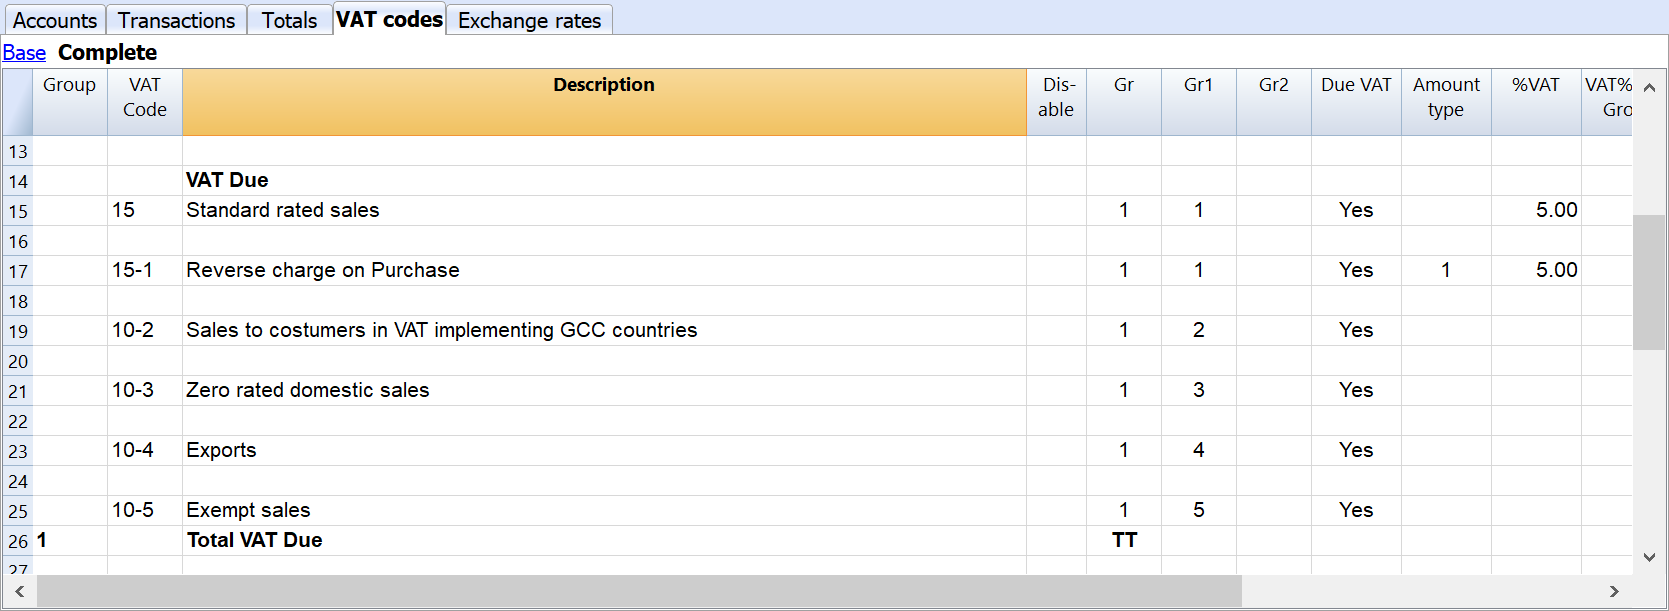 Accounts Transactions Totals VAT codes Exchange rates
Base Complete
Group VAT Code Description Dis-able Gr Gr1 Gr2 Due VAT Amount type %VAT VAT% Gro
13
14 VAT Due
15 15 Standard rated sales 1 1 Yes 5.00
16
17 15-1 Reverse charge on Purchase 1 1 Yes 1 5.00
18
19 10-2 Sales to costumers in VAT implementing GCC countries 1 2 Yes
20
21 10-3 Zero rated domestic sales 1 3 Yes
22
23 10-4 Exports 1 4 Yes
24
25 10-5 Exempt sales 1 5 Yes
26 1 Total VAT Due TT
27